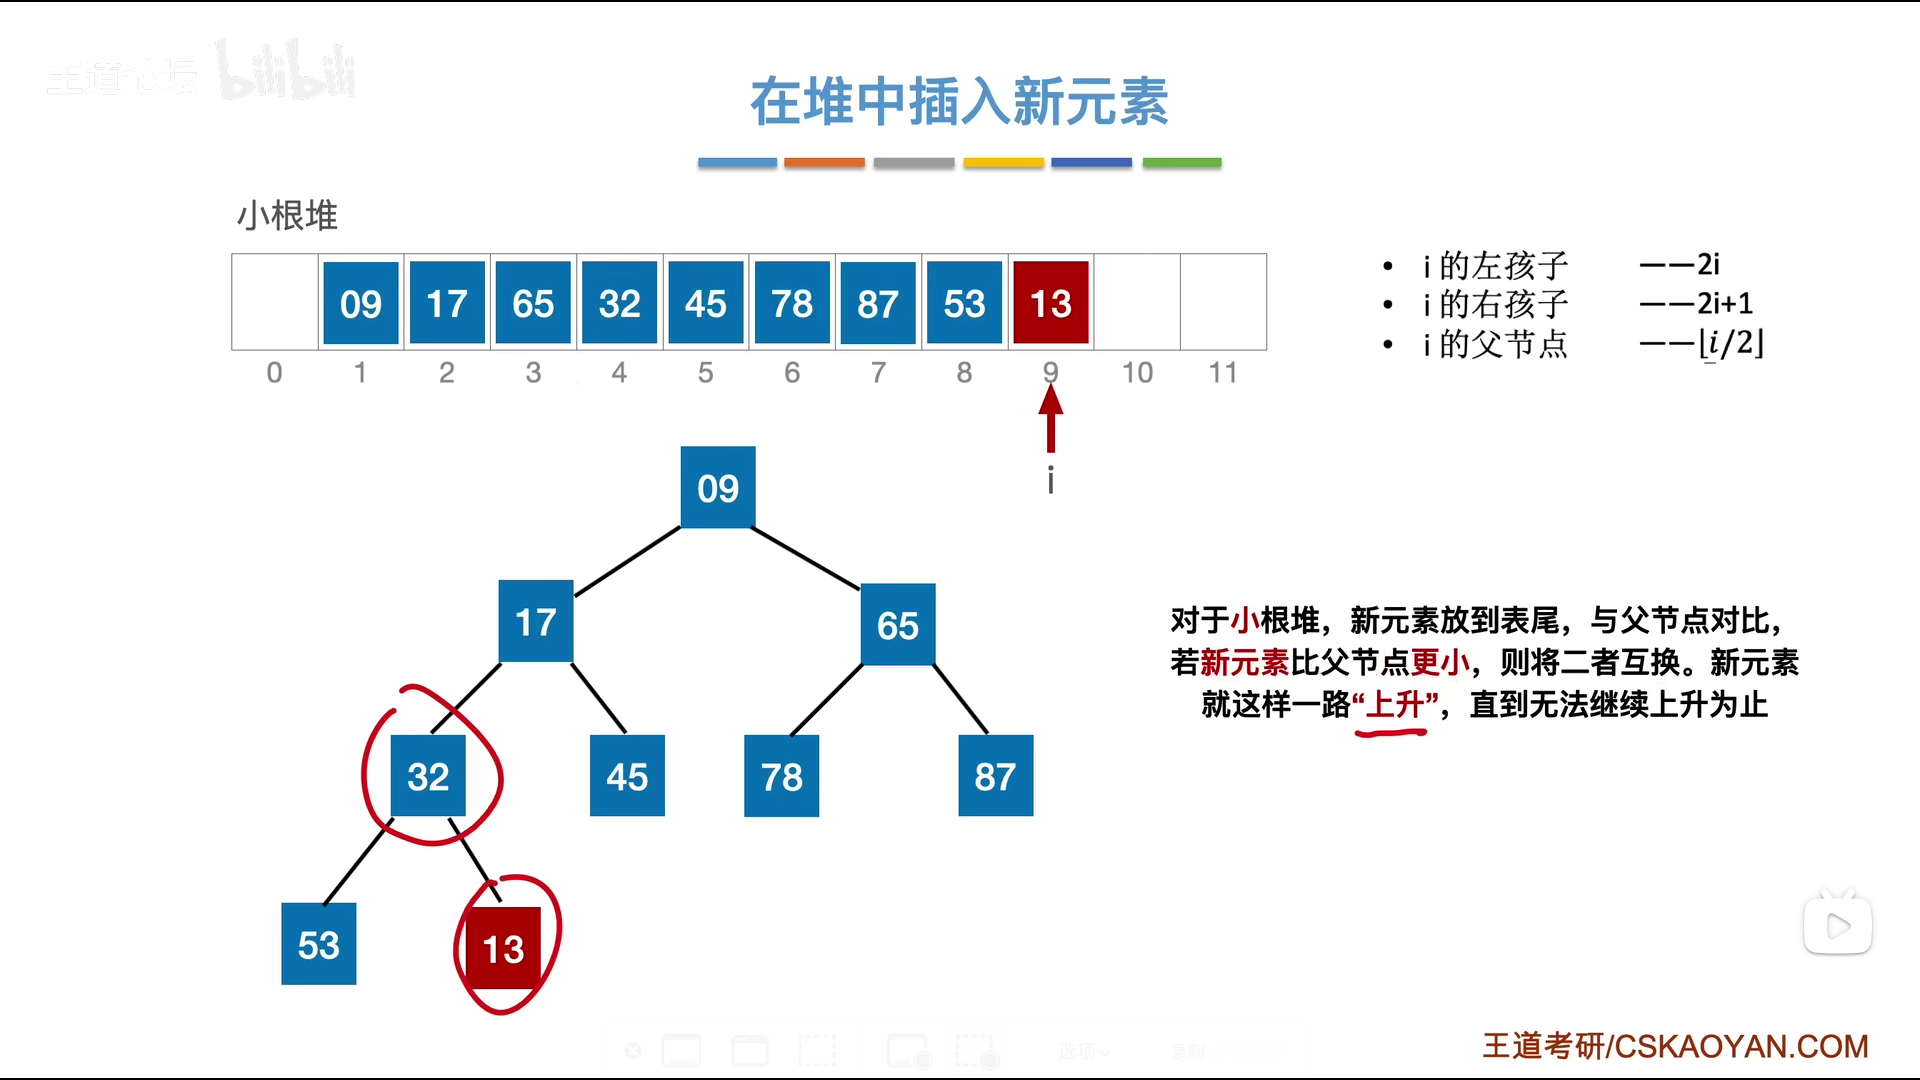 王道论坛 bilibili
在堆中插入新元素
小根堆
09 17 65 32 45 78 87 53 13
0 1 2 3 4 5 6 7 8 9 10 11
i
• i 的左孩子 ——2i
• i 的右孩子 ——2i+1
• i 的父节点 ——⌊i/2⌋
09
17 65
32 45 78 87
53 13
对于小根堆，新元素放到表尾，与父节点对比，
若新元素比父节点更小，则将二者互换。新元素
就这样一路“上升”，直到无法继续上升为止
选项 录制
王道考研/CSKAOYAN.COM